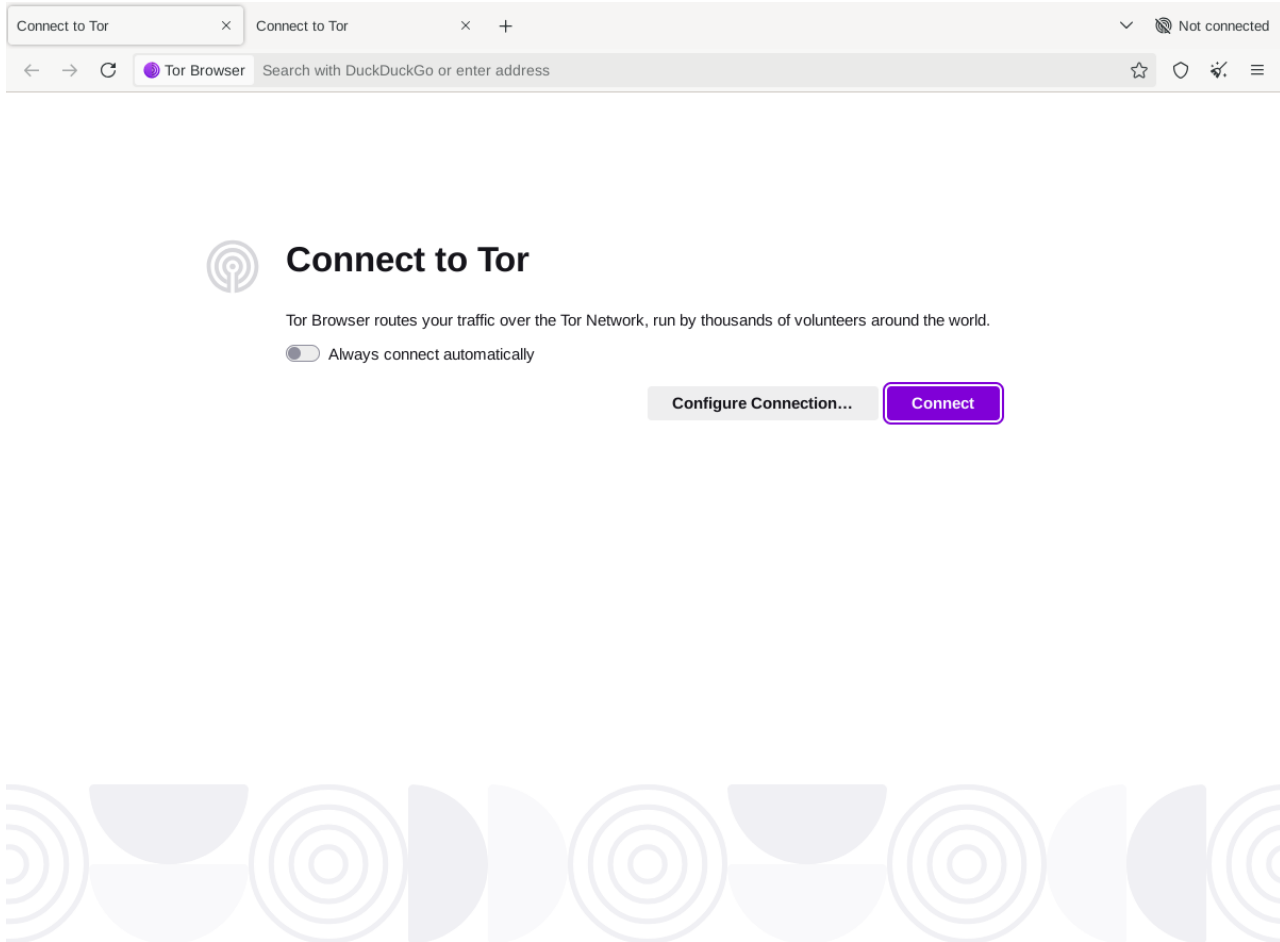 Connect to Tor
Connect to Tor
Not connected
Tor Browser
Search with DuckDuckGo or enter address
Connect to Tor
Tor Browser routes your traffic over the Tor Network, run by thousands of volunteers around the world.
Always connect automatically
Configure Connection…
Connect